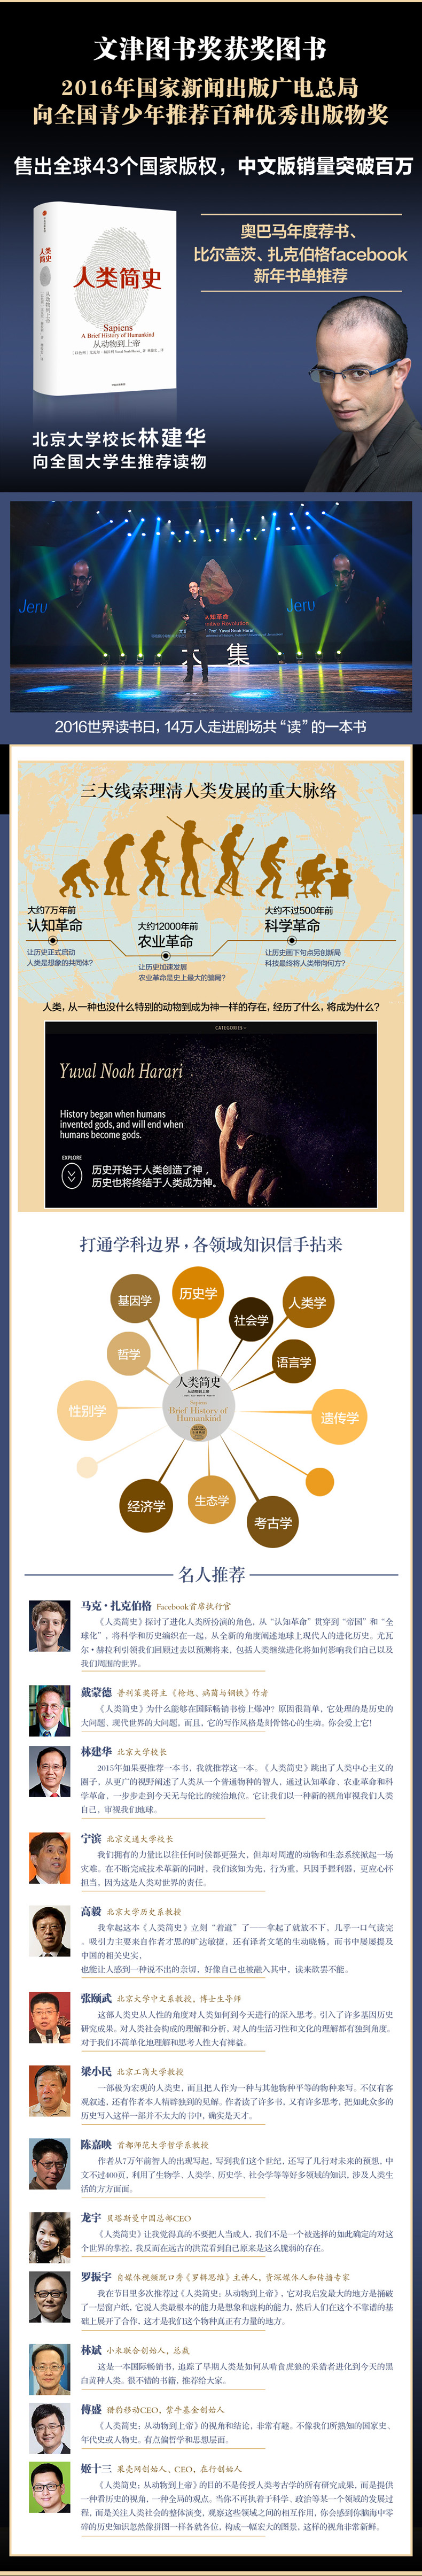 文津图书奖获奖图书
2016年国家新闻出版广电总局
向全国青少年推荐百种优秀出版物奖
售出全球43个国家版权，中文版销量突破百万
奥巴马年度荐书、
比尔盖茨、扎克伯格facebook
新年书单推荐
人类简史
从动物到上帝
人类简史
Sapiens
A Brief History of Humankind
从动物到上帝
北京大学校长林建华
向全国大学生推荐读物
Jeru
Jeru
认知革命
Prof. Yuval Noah Harari
集
2016世界读书日，14万人走进剧场共“读”的一本书
三大线索理清人类发展的重大脉络
大约7万年前
认知革命
让历史正式启动
人类是想象的共同体?
大约12000年前
农业革命
让历史加速发展
农业革命是史上最大的骗局?
大约不过500年前
科学革命
让历史画下句点另创新局
科技最终将人类带向何方?
人类，从一种也没什么特别的动物到成为神一样的存在，经历了什么，将成为什么?
CATEGORIES
Yuval Noah Harari
History began when humans
invented gods, and will end when
humans become gods.
EXPLORE
历史开始于人类创造了神，
历史也将终结于人类成为神。
打通学科边界，各领域知识信手拈来
基因学
历史学
社会学
人类学
哲学
语言学
性别学
人类简史
从动物到上帝
Sapiens
Brief History of
Humankind
遗传学
经济学
生态学
考古学
名人推荐
马克·扎克伯格 Facebook首席执行官
《人类简史》探讨了进化人类所扮演的角色，从“认知革命”贯穿到“帝国”和“全
球化”，将科学和历史编织在一起，从全新的角度阐述地球上现代人的进化历史。尤瓦
尔·赫拉利引领我们回顾过去以预测将来，包括人类继续进化将如何影响我们自己以及
我们周围的世界。
戴蒙德 普利策奖得主《枪炮、病菌与钢铁》作者
《人类简史》为什么能够在国际畅销书榜上爆冲？原因很简单，它处理的是历史的
大问题、现代世界的大问题，而且，它的写作风格是刻骨铭心的生动。你会爱上它！
林建华 北京大学校长
2015年如果要推荐一本书，我就推荐这一本。《人类简史》跳出了人类中心主义的
圈子，从更广的视野阐述了人类从一个普通物种的智人，通过认知革命、农业革命和科
学革命，一步步走到今天无与伦比的统治地位。它让我们以一种新的视角审视我们人类
自己，审视我们地球。
宁滨 北京交通大学校长
我们拥有的力量比以往任何时候都更强大，但却对周遭的动物和生态系统掀起一场
灾难。在不断完成技术革新的同时，我们该知为先，行为重，只因手握利器，更应心怀
担当，因为这是人类对世界的责任。
高毅 北京大学历史系教授
我拿起这本《人类简史》立刻“着道”了——拿起了就放不下，几乎一口气读完
。吸引力主要来自作者才思的旷达敏捷，还有译者文笔的生动晓畅，而书中屡屡提及
中国的相关史实，
也能让人感到一种说不出的亲切，好像自己也被融入其中，读来欲罢不能。
张颐武 北京大学中文系教授，博士生导师
这部人类史从人性的角度对人类如何到今天进行的深入思考。引入了许多基因历史
研究成果。对人类社会构成的理解和分析，对人的生活习性和文化的理解都有独到角度。
对于我们不简单化地理解和思考人性大有裨益。
梁小民 北京工商大学教授
一部极为宏观的人类史，而且把人作为一种与其他物种平等的物种来写。不仅有客
观叙述，还有作者本人精辟独到的见解。作者读了许多书，又有许多思考，把如此众多的
历史写入这样一部并不太大的书中，确实是天才。
陈嘉映 首都师范大学哲学系教授
作者从7万年前智人的出现写起，写到我们这个世纪，还写了几行对未来的预想，中
文不过400页，利用了生物学、人类学、历史学、社会学等等好多领域的知识，涉及人类生
活的方方面面。
龙宇 贝塔斯曼中国总部CEO
《人类简史》让我觉得真的不要把人当成人，我们不是一个被选择的如此确定的对这
个世界的掌控，我反而在远古的洪荒看到自己原来是这么脆弱的存在。
罗振宇 自媒体视频脱口秀《罗辑思维》主讲人，资深媒体人和传播专家
我在节目里多次推荐过《人类简史：从动物到上帝》，它对我启发最大的地方是捅破
了一层窗户纸，它说人类最根本的能力是想象和虚构的能力，然后人们在这个不靠谱的基
础上展开了合作，这才是我们这个物种真正有力量的地方。
林斌 小米联合创始人，总裁
这是一本国际畅销书，追踪了早期人类是如何从啃食虎狼的采猎者进化到今天的黑
白黄种人类。很不错的书籍，推荐给大家。
傅盛 猎豹移动CEO，紫牛基金创始人
《人类简史：从动物到上帝》的视角和结论，非常有趣。不像我们所熟知的国家史、
年代史或人物史。有点偏哲学和思想层面。
姬十三 果壳网创始人、CEO，在行创始人
《人类简史：从动物到上帝》的目的不是传授人类考古学的所有研究成果，而是提供
一种看历史的视角，一种全局的观点。当你不再执着于科学、政治等某一个领域的发展过
程，而是关注人类社会的整体演变，观察这些领域之间的相互作用，你会感到你脑海中零
碎的历史知识忽然像拼图一样各就各位，构成一幅宏大的图景，这样的视角非常新鲜。